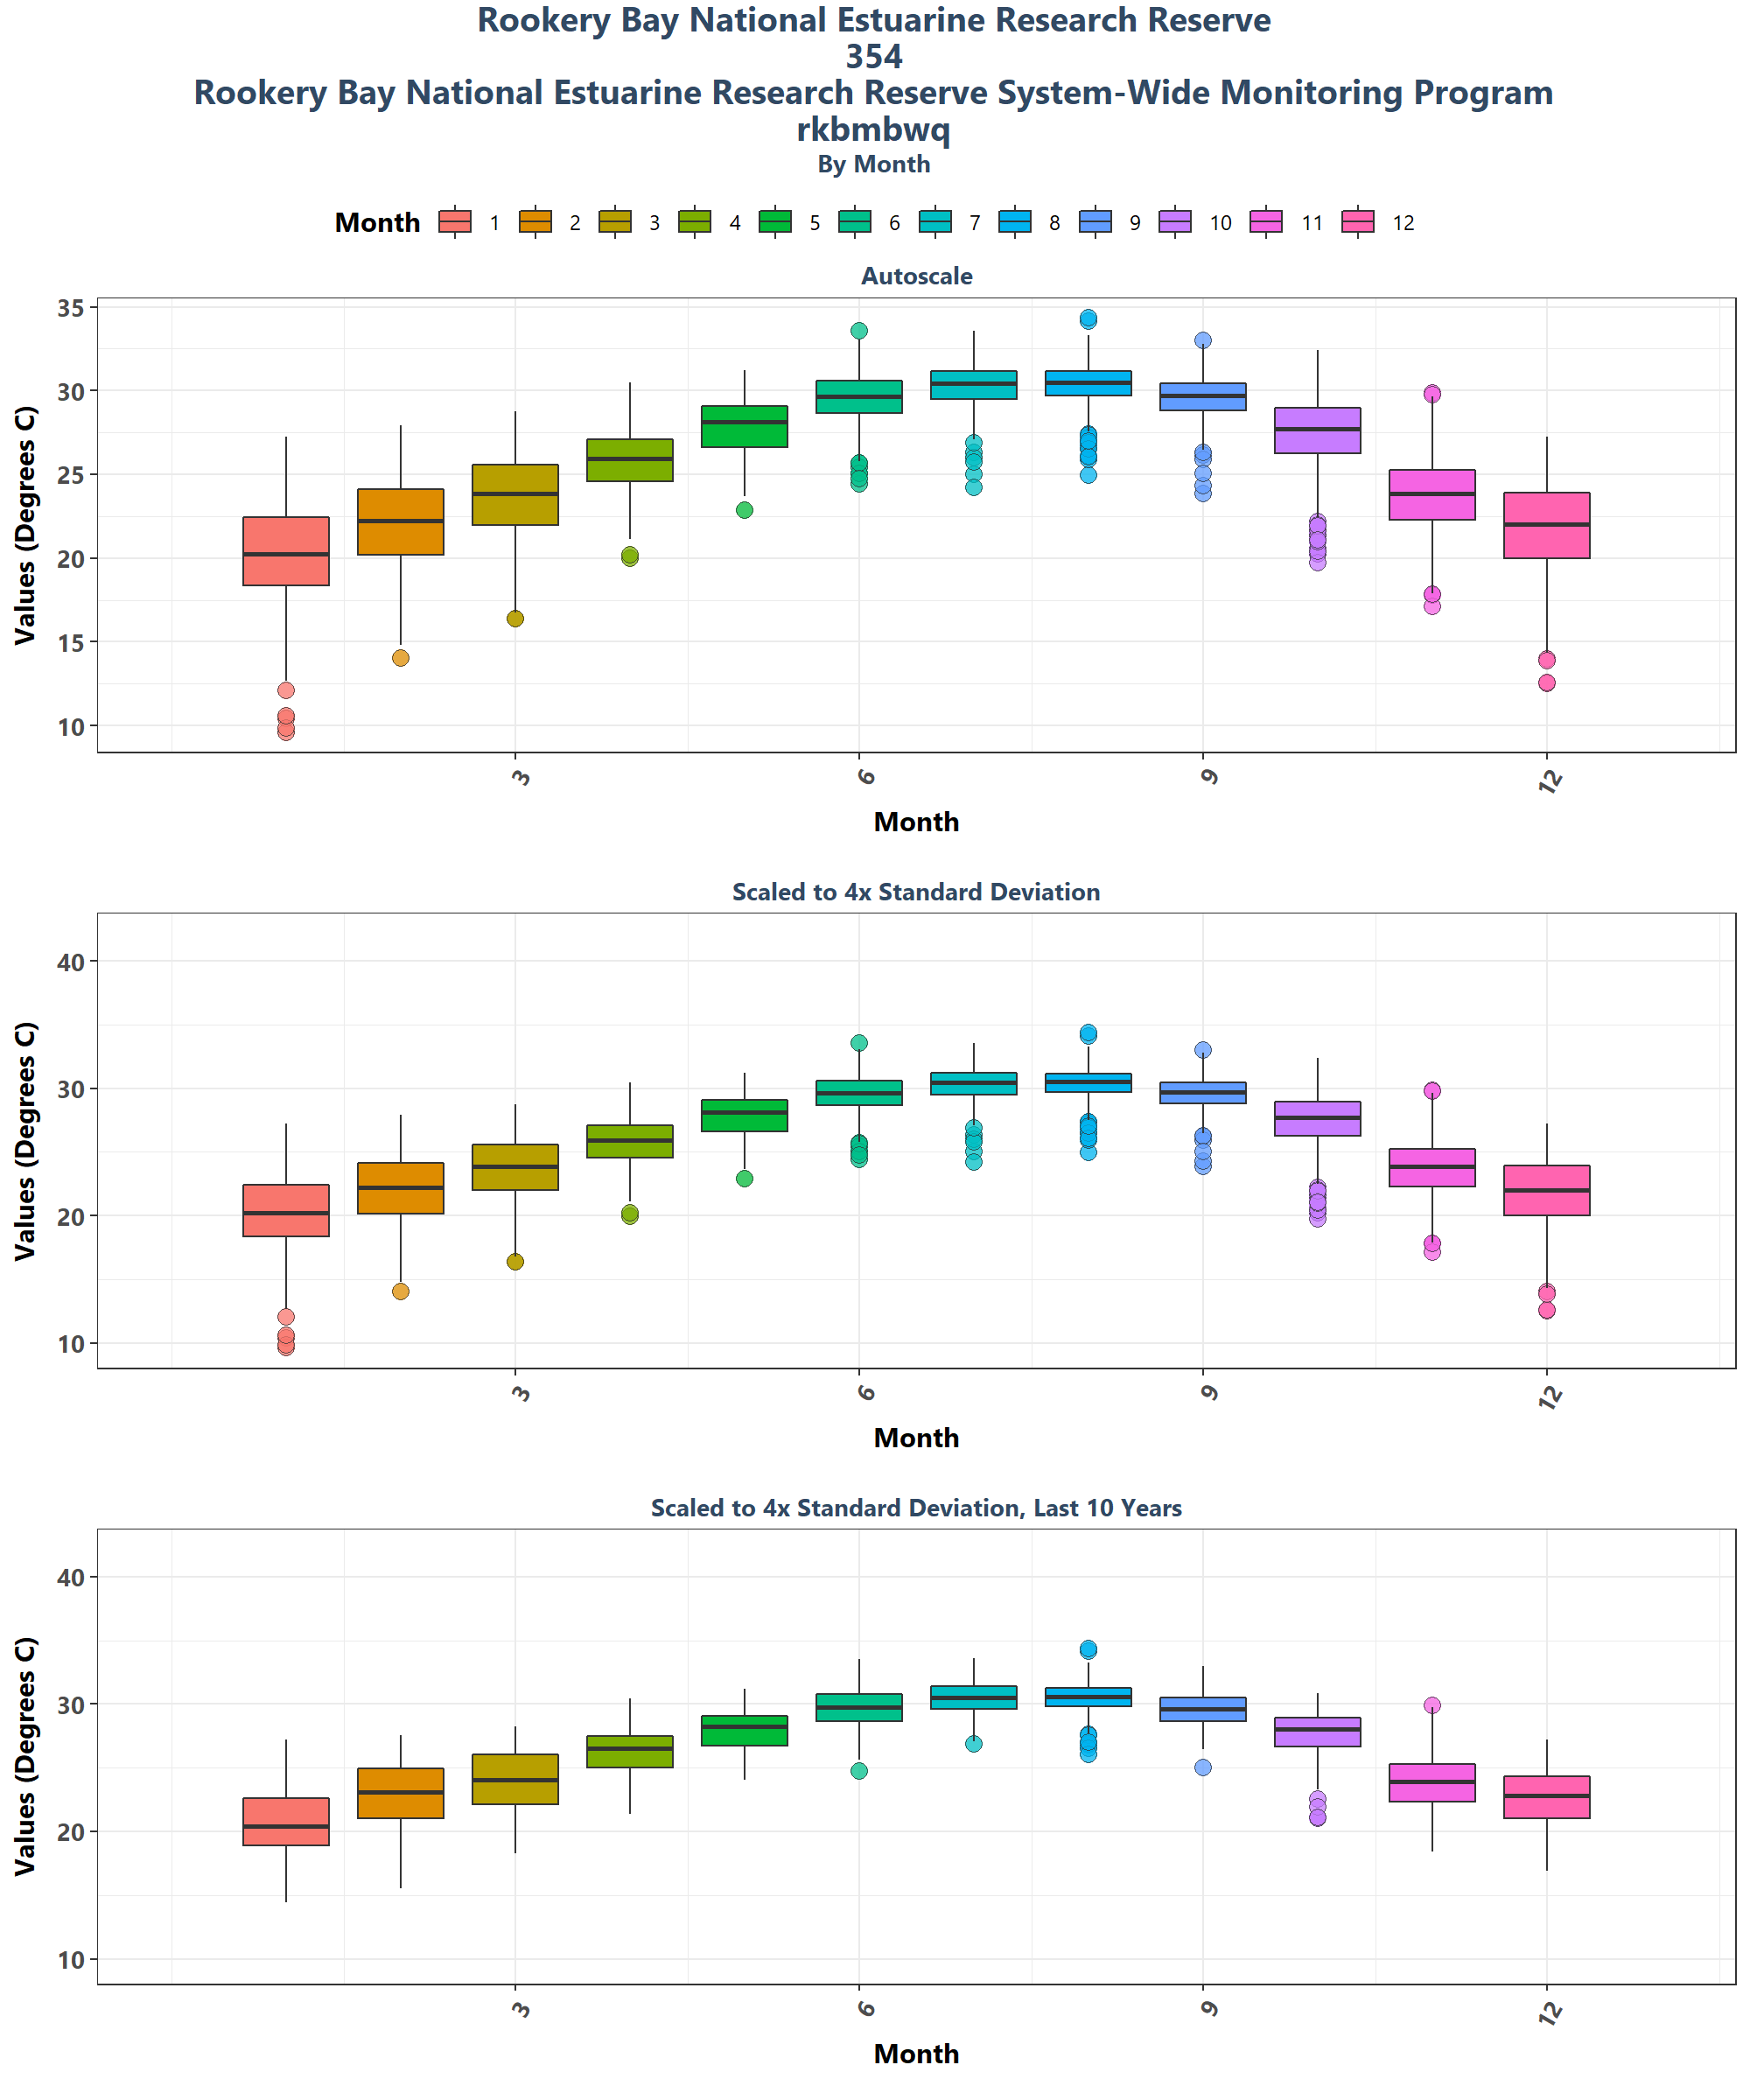 Rookery Bay National Estuarine Research Reserve
354
Rookery Bay National Estuarine Research Reserve System-Wide Monitoring Program
rkbmbwq
By Month
Month 1 2 3 4 5 6 7 8 9 10 11 12
Autoscale
Values (Degrees C)
35
30
25
20
15
10
3 6 9 12
Month
Scaled to 4x Standard Deviation
Values (Degrees C)
40
30
20
10
3 6 9 12
Month
Scaled to 4x Standard Deviation, Last 10 Years
Values (Degrees C)
40
30
20
10
3 6 9 12
Month